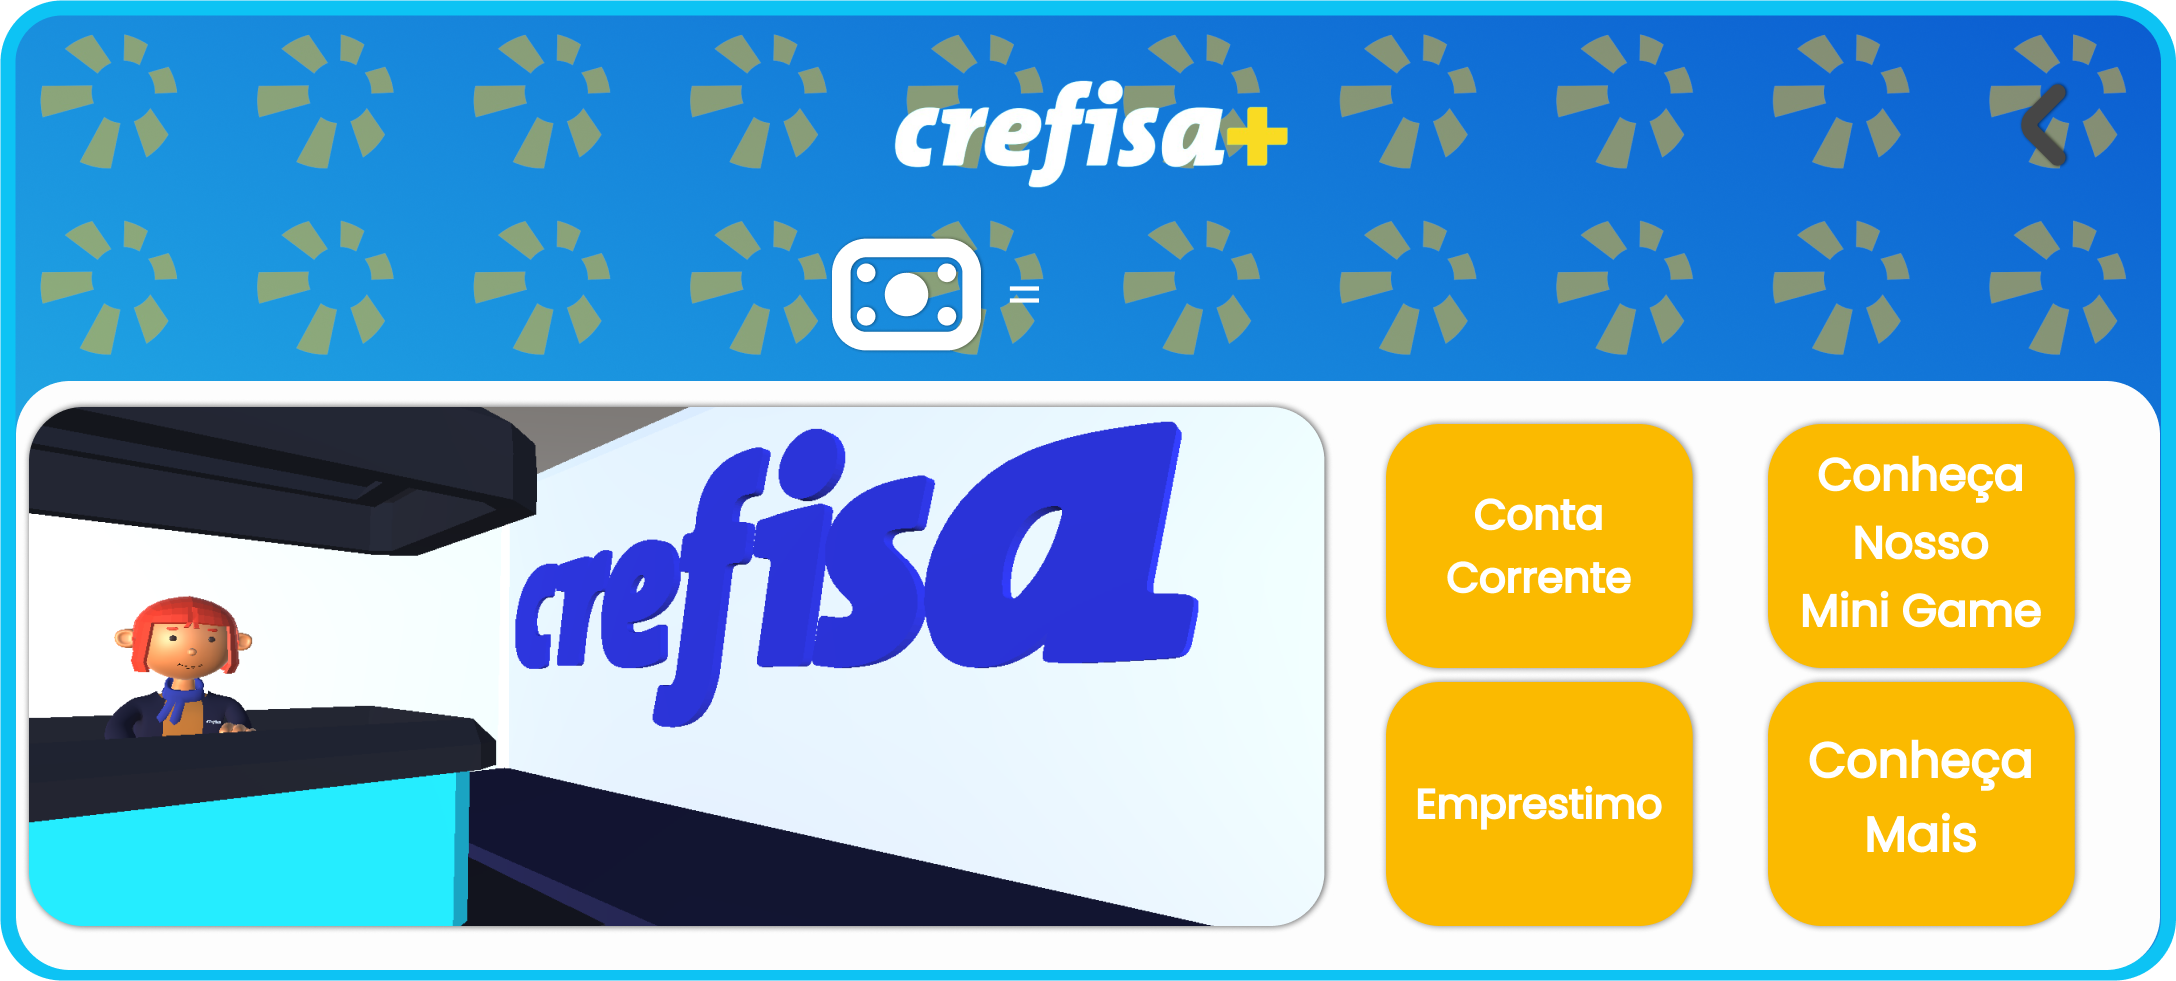 crefisa+
=
crefisa
Conta
Corrente
Conheça
Nosso
Mini Game
Emprestimo
Conheça
Mais